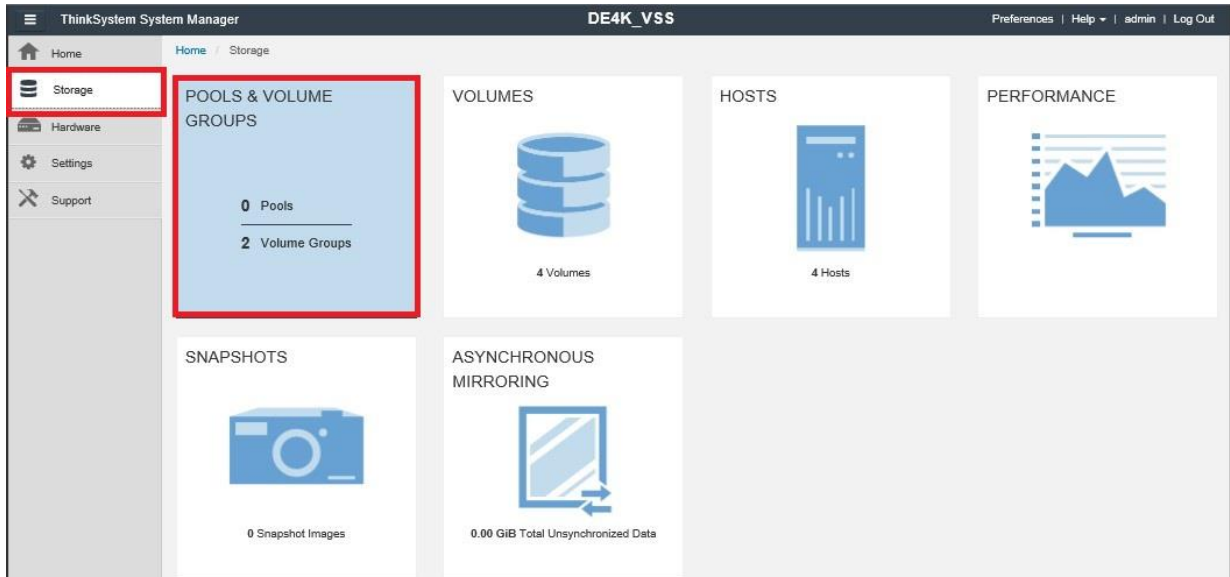 ThinkSystem System Manager
DE4K_VSS
Preferences | Help | admin | Log Out
Home
Storage
Hardware
Settings
Support
Home / Storage
POOLS & VOLUME
GROUPS
0 Pools
2 Volume Groups
VOLUMES
4 Volumes
HOSTS
4 Hosts
PERFORMANCE
SNAPSHOTS
0 Snapshot Images
ASYNCHRONOUS
MIRRORING
0.00 GiB Total Unsynchronized Data